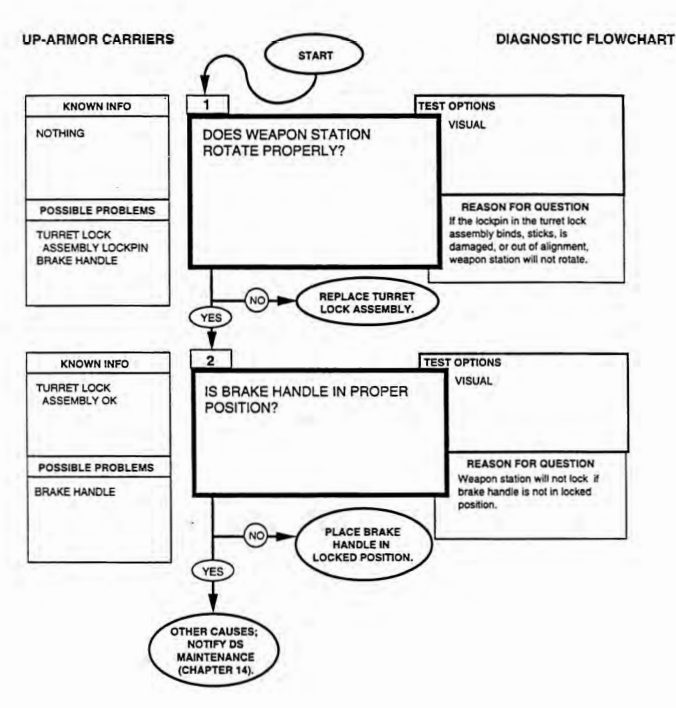 UP-ARMOR CARRIERS
DIAGNOSTIC FLOWCHART
START
KNOWN INFO
NOTHING
POSSIBLE PROBLEMS
TURRET LOCK
ASSEMBLY LOCKPIN
BRAKE HANDLE
1
DOES WEAPON STATION
ROTATE PROPERLY?
TEST OPTIONS
VISUAL
REASON FOR QUESTION
If the lockpin in the turret lock
assembly binds, sticks, is
damaged, or out of alignment,
weapon station will not rotate.
NO
REPLACE TURRET
LOCK ASSEMBLY.
YES
KNOWN INFO
TURRET LOCK
ASSEMBLY OK
POSSIBLE PROBLEMS
BRAKE HANDLE
2
IS BRAKE HANDLE IN PROPER
POSITION?
TEST OPTIONS
VISUAL
REASON FOR QUESTION
Weapon station will not lock if
brake handle is not in locked
position.
NO
PLACE BRAKE
HANDLE IN
LOCKED POSITION.
YES
OTHER CAUSES;
NOTIFY DS
MAINTENANCE
(CHAPTER 14).